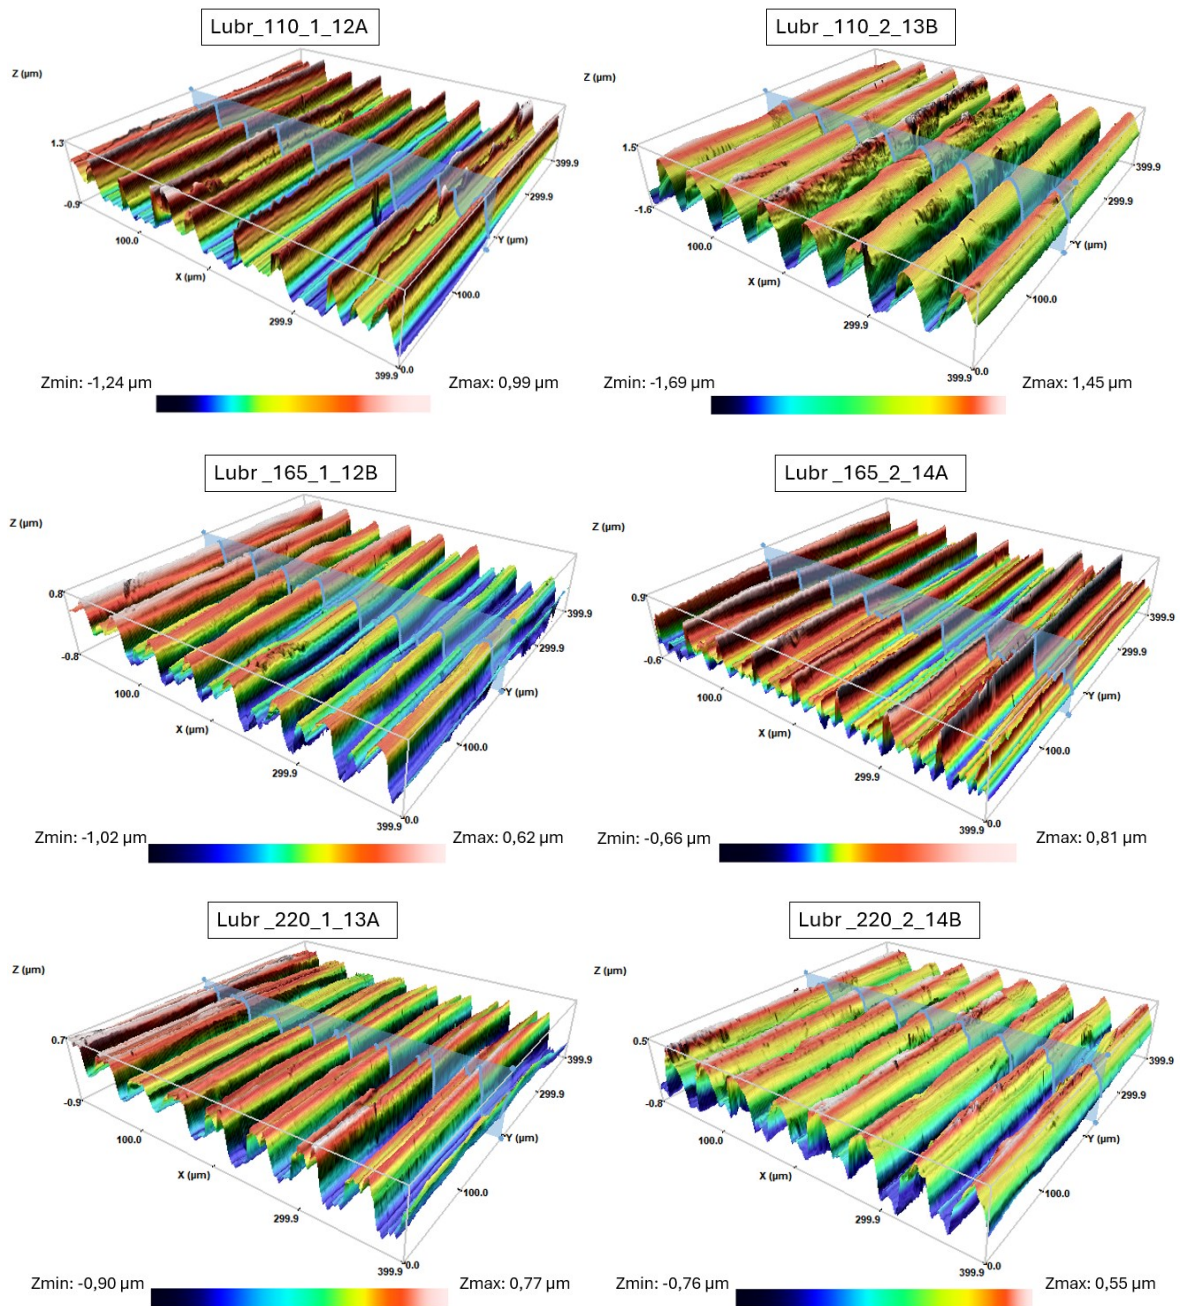 Lubr_110_1_12A
Z (µm)
1.3
-0.9
100.0
X (µm)
299.9
399.9
0.0
100.0
Y (µm)
299.9
399.9
Zmin: -1,24 µm
Zmax: 0,99 µm
Lubr_110_2_13B
Z (µm)
1.5
-1.6
100.0
X (µm)
299.9
399.9
0.0
100.0
Y (µm)
299.9
399.9
Zmin: -1,69 µm
Zmax: 1,45 µm
Lubr _165_1_12B
Z (µm)
0.8
-0.8
100.0
X (µm)
299.9
399.9
0.0
100.0
Y (µm)
299.9
399.9
Zmin: -1,02 µm
Zmax: 0,62 µm
Lubr _165_2_14A
Z (µm)
0.9
-0.6
100.0
X (µm)
299.9
399.9
0.0
100.0
Y (µm)
299.9
399.9
Zmin: -0,66 µm
Zmax: 0,81 µm
Lubr _220_1_13A
Z (µm)
0.7
-0.9
100.0
X (µm)
299.9
399.9
0.0
100.0
Y (µm)
299.9
399.9
Zmin: -0,90 µm
Zmax: 0,77 µm
Lubr _220_2_14B
Z (µm)
0.5
-0.8
100.0
X (µm)
299.9
399.9
0.0
100.0
Y (µm)
299.9
399.9
Zmin: -0,76 µm
Zmax: 0,55 µm